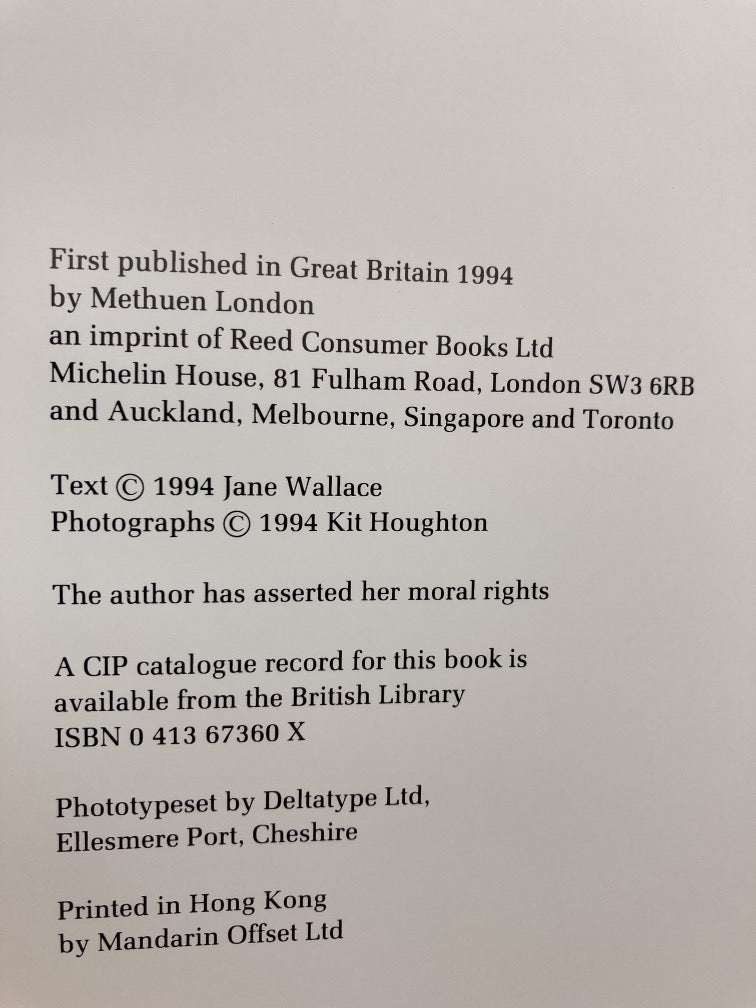 First published in Great Britain 1994
by Methuen London
an imprint of Reed Consumer Books Ltd
Michelin House, 81 Fulham Road, London SW3 6RB
and Auckland, Melbourne, Singapore and Toronto
Text © 1994 Jane Wallace
Photographs © 1994 Kit Houghton
The author has asserted her moral rights
A CIP catalogue record for this book is
available from the British Library
ISBN 0 413 67360 X
Phototypeset by Deltatype Ltd,
Ellesmere Port, Cheshire
Printed in Hong Kong
by Mandarin Offset Ltd